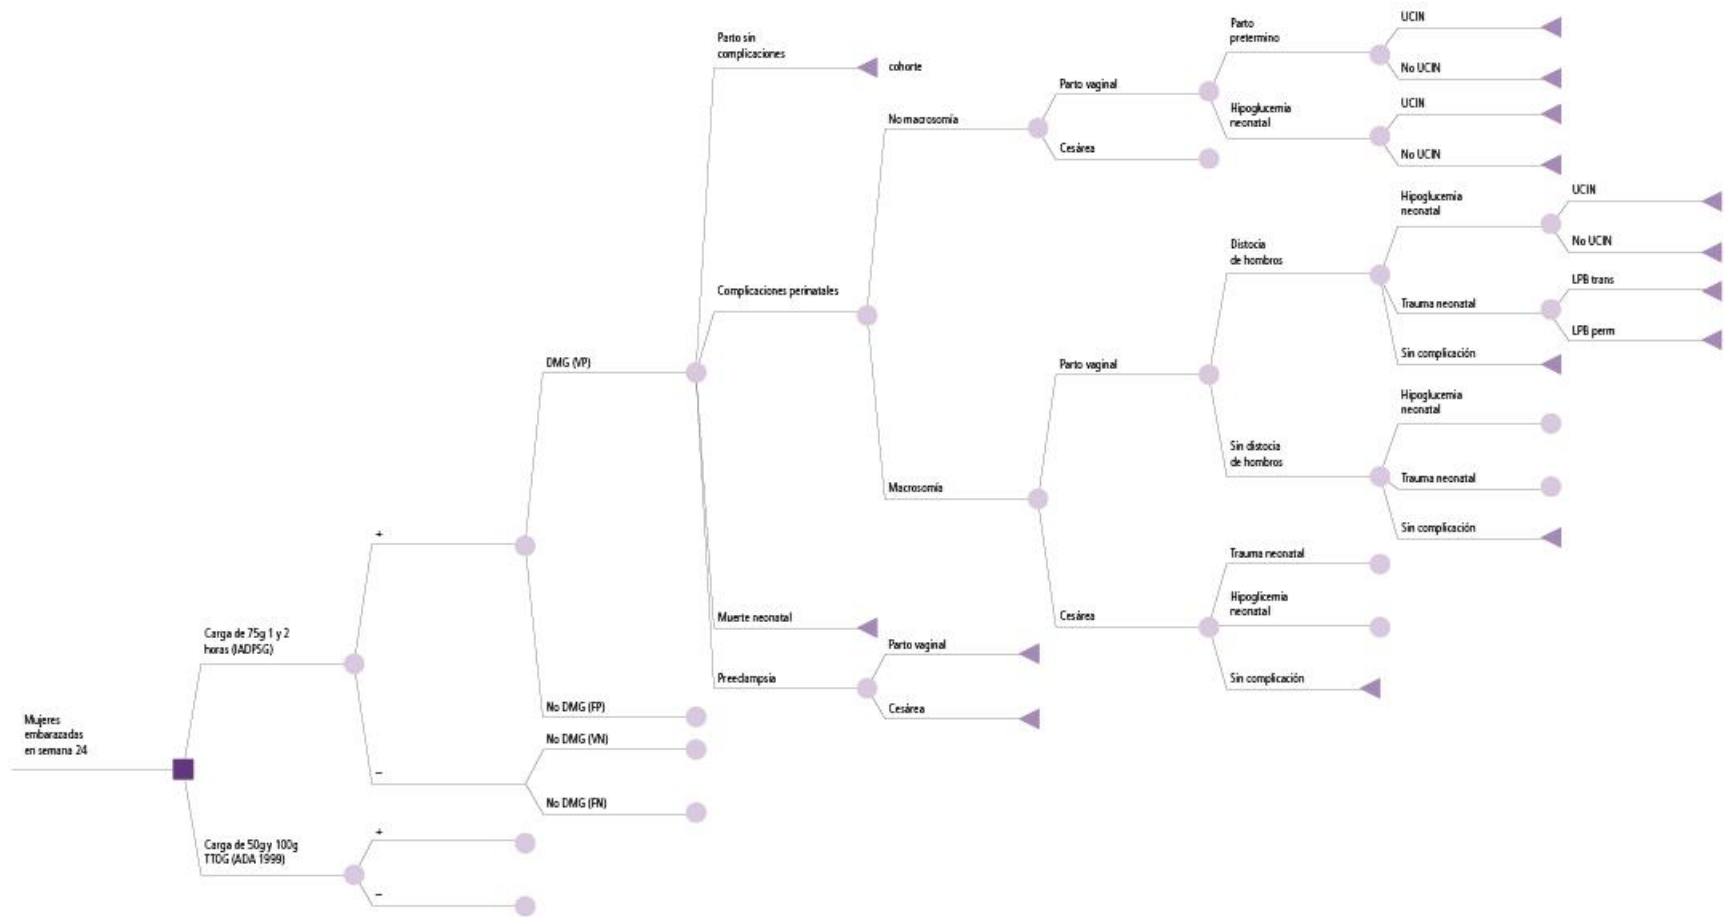 Mujeres
embarazadas
en semana 24
Carga de 75g 1 y 2
horas (IADPSG)
+
DMG (VP)
Parto sin
complicaciones
cohorte
Complicaciones perinatales
No macrosomía
Parto vaginal
Parto
pretermino
UCIN
No UCIN
Hipoglucemia
neonatal
UCIN
No UCIN
Cesárea
Macrosomía
Parto vaginal
Distocia
de hombros
Hipoglucemia
neonatal
UCIN
No UCIN
Trauma neonatal
LPB trans
LPB perm
Sin complicación
Sin distocia
de hombros
Hipoglucemia
neonatal
Trauma neonatal
Sin complicación
Cesárea
Trauma neonatal
Hipoglicemia
neonatal
Sin complicación
Muerte neonatal
Preeclampsia
Parto vaginal
Cesárea
No DMG (FP)
–
No DMG (VN)
No DMG (FN)
Carga de 50g y 100g
TTOG (ADA 1999)
+
–